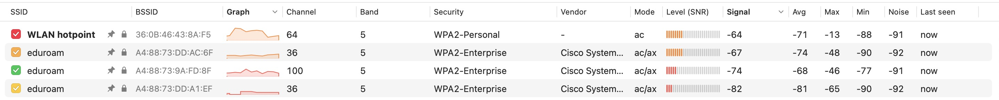 SSID BSSID Graph Channel Band Security Vendor Mode Level (SNR) Signal Avg Max Min Noise Last seen
WLAN hotpoint 36:0B:46:43:8A:F5 64 5 WPA2-Personal - ac -64 -71 -13 -88 -91 now
eduroam A4:88:73:DD:AC:6F 36 5 WPA2-Enterprise Cisco System... ac/ax -67 -74 -48 -90 -92 now
eduroam A4:88:73:9A:FD:8F 100 5 WPA2-Enterprise Cisco System... ac/ax -74 -68 -46 -77 -91 now
eduroam A4:88:73:DD:A1:EF 36 5 WPA2-Enterprise Cisco System... ac/ax -82 -81 -65 -90 -92 now